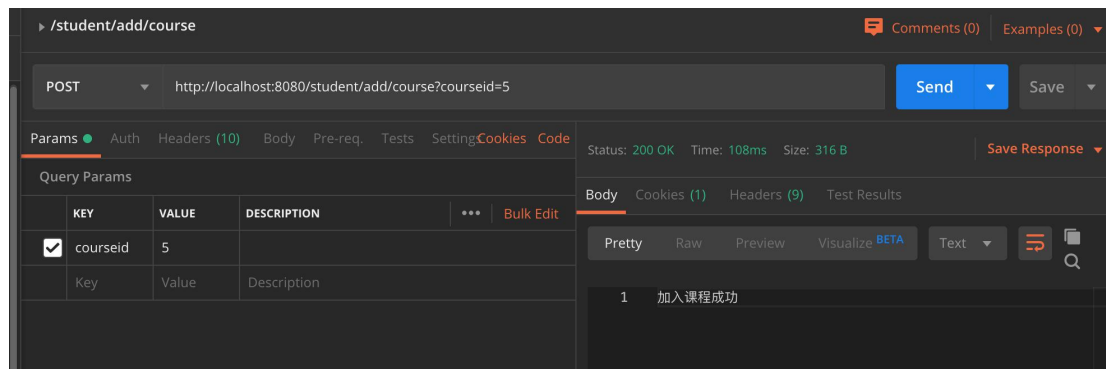 /student/add/course
Comments (0) Examples (0)
POST http://localhost:8080/student/add/course?courseid=5 Send Save
Params Auth Headers (10) Body Pre-req. Tests Settings Cookies Code
Query Params
KEY VALUE DESCRIPTION ••• Bulk Edit
courseid 5
Key Value Description
Status: 200 OK Time: 108ms Size: 316 B Save Response
Body Cookies (1) Headers (9) Test Results
Pretty Raw Preview Visualize BETA Text
1 加入课程成功